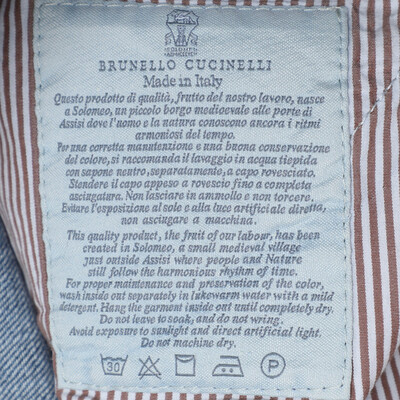 BRUNELLO CUCINELLI
Made in Italy
Questo prodotto di qualità, frutto del nostro lavoro, nasce
a Solomeo, un piccolo borgo medioevale alle porte di
Assisi dove l'uomo e la natura conoscono ancora i ritmi
armoniosi del tempo.
Per una corretta manutenzione e una buona conservazione
del colore, si raccomanda il lavaggio in acqua tiepida
con sapone neutro, separatamente, a capo rovesciato.
Stendere il capo appeso a rovescio fino a completa
asciugatura. Non lasciare in ammollo e non torcere.
Evitare l'esposizione al sole e alla luce artificiale diretta,
non asciugare a macchina.
This quality product, the fruit of our labour, has been
created in Solomeo, a small medieval village
just outside Assisi where people and Nature
still follow the harmonious rhythm of time.
For proper maintenance and preservation of the color,
wash inside out separately in lukewarm water with a mild
detergent. Hang the garment inside out until completely dry.
Do not leave to soak, and do not wring.
Avoid exposure to sunlight and direct artificial light.
Do not machine dry.
30 P